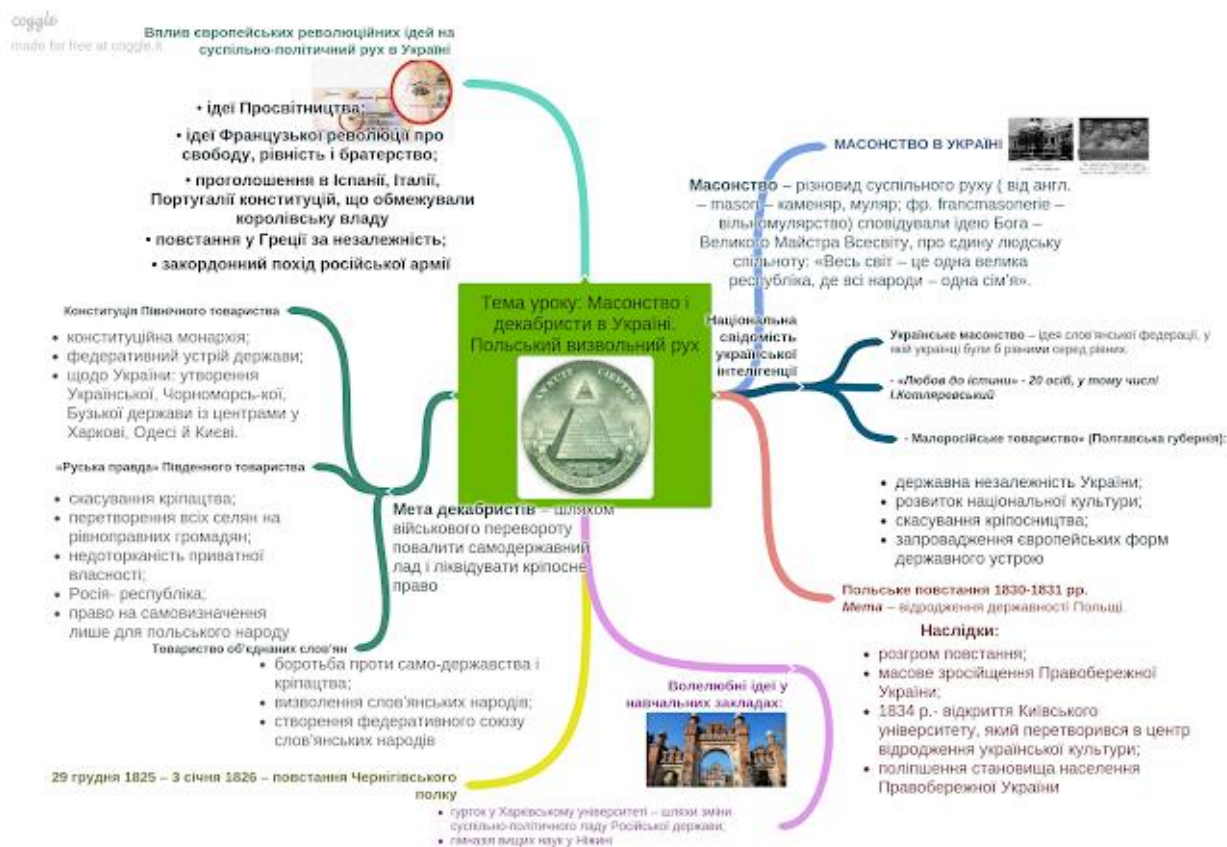 coggle
made for free at coggle.it
Вплив європейських революційних ідей на
суспільно-політичний рух в Україні
• ідеї Просвітництва;
• ідеї Французької революції про
свободу, рівність і братерство;
• проголошення в Іспанії, Італії,
Португалії конституцій, що обмежували
королівську владу
• повстання у Греції за незалежність;
• закордонний похід російської армії
МАСОНСТВО В УКРАЇНІ
Масонство – різновид суспільного руху ( від англ.
– mason – каменяр, муляр; фр. francmasonerie –
вільномулярство) сповідували ідею Бога –
Великого Майстра Всесвіту, про єдину людську
спільноту: «Весь світ – це одна велика
республіка, де всі народи – одна сім'я».
Тема уроку: Масонство і
декабристи в Україні.
Польський визвольний рух
ANNUIT COEPTIS
Національна
свідомість
української
інтелігенції
Українське масонство – ідея слов'янської федерації, у
якій українці були б рівними серед рівних.
- «Любов до істини» - 20 осіб, у тому числі
І.Котляревський
- Малоросійське товариство» (Полтавська губернія):
• державна незалежність України;
• розвиток національної культури;
• скасування кріпосництва;
• запровадження європейських форм
державного устрою
Конституція Північного товариства
• конституційна монархія;
• федеративний устрій держави;
• щодо України: утворення
Української, Чорноморсь-кої,
Бузької держави із центрами у
Харкові, Одесі й Києві.
«Руська правда» Південного товариства
• скасування кріпацтва;
• перетворення всіх селян на
рівноправних громадян;
• недоторканість приватної
власності;
• Росія- республіка;
• право на самовизначення
лише для польського народу
Мета декабристів – шляхом
військового перевороту
повалити самодержавний
лад і ліквідувати кріпосне
право
Товариство об'єднаних слов'ян
• боротьба проти само-державства і
кріпацтва;
• визволення слов'янських народів;
• створення федеративного союзу
слов'янських народів
29 грудня 1825 – 3 січня 1826 – повстання Чернігівського
полку
Польське повстання 1830-1831 рр.
Мета – відродження державності Польщі.
Наслідки:
• розгром повстання;
• масове зросійщення Правобережної
України;
• 1834 р.- відкриття Київського
університету, який перетворився в центр
відродження української культури;
• поліпшення становища населення
Правобережної України
Волелюбні ідеї у
навчальних закладах:
• гурток у Харківському університеті – шляхи зміни
суспільно-політичного ладу Російської держави;
• гімназія вищих наук у Ніжині